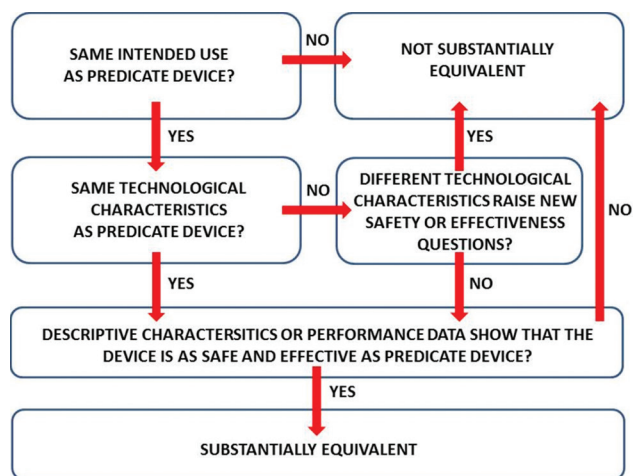 SAME INTENDED USE
AS PREDICATE DEVICE?
NO
NOT SUBSTANTIALLY
EQUIVALENT
YES
YES
SAME TECHNOLOGICAL
CHARACTERISTICS
AS PREDICATE DEVICE?
NO
DIFFERENT TECHNOLOGICAL
CHARACTERISTICS RAISE NEW
SAFETY OR EFFECTIVENESS
QUESTIONS?
NO
YES
NO
DESCRIPTIVE CHARACTERSITICS OR PERFORMANCE DATA SHOW THAT THE
DEVICE IS AS SAFE AND EFFECTIVE AS PREDICATE DEVICE?
YES
SUBSTANTIALLY EQUIVALENT